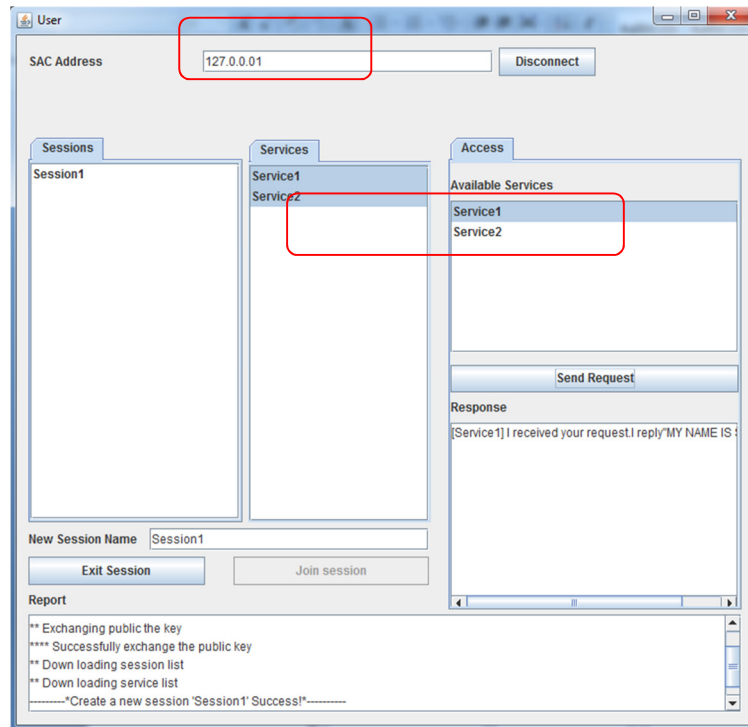 User
SAC Address
127.0.0.01
Disconnect
Sessions
Services
Access
Session1
Service1
Service2
Available Services
Service1
Service2
Send Request
Response
[Service1] I received your request.I reply"MY NAME IS
New Session Name
Session1
Exit Session
Join session
Report
** Exchanging public the key
**** Successfully exchange the public key
** Down loading session list
** Down loading service list
---------*Create a new session 'Session1' Success!*----------